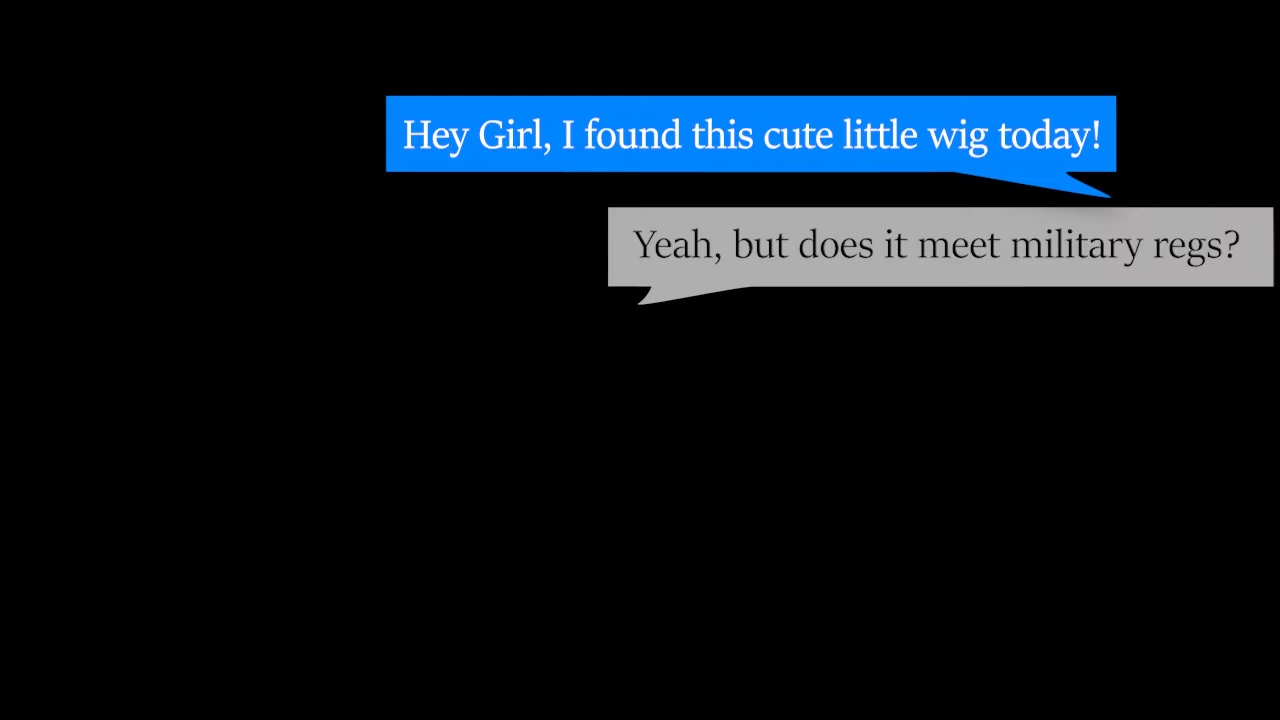 Hey Girl, I found this cute little wig today!
Yeah, but does it meet military regs?